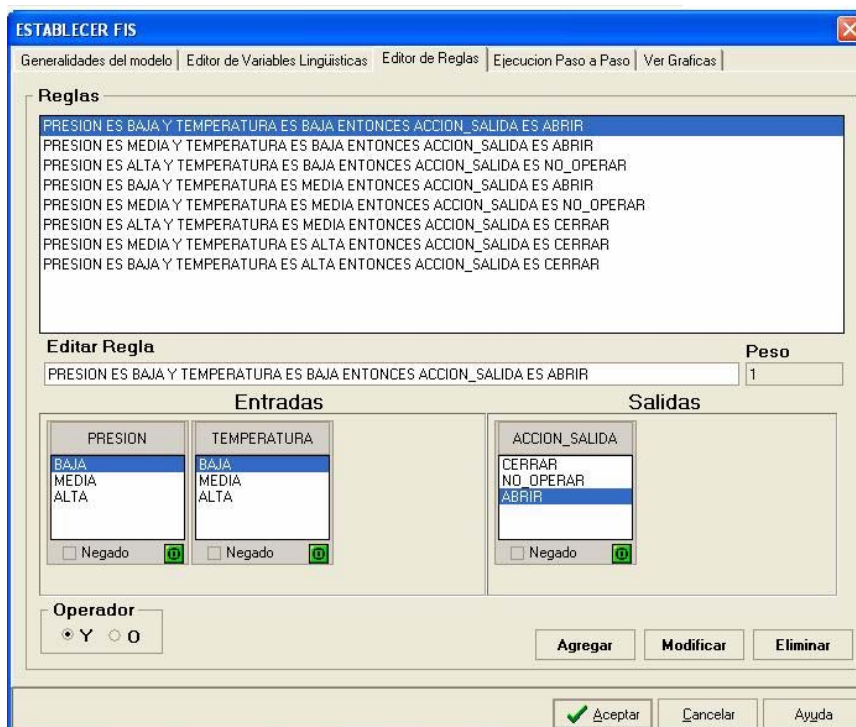 ESTABLECER FIS
Generalidades del modelo
Editor de Variables Lingüisticas
Editor de Reglas
Ejecucion Paso a Paso
Ver Graficas
Reglas
PRESION ES BAJA Y TEMPERATURA ES BAJA ENTONCES ACCION_SALIDA ES ABRIR
PRESION ES MEDIA Y TEMPERATURA ES BAJA ENTONCES ACCION_SALIDA ES ABRIR
PRESION ES ALTA Y TEMPERATURA ES BAJA ENTONCES ACCION_SALIDA ES NO_OPERAR
PRESION ES BAJA Y TEMPERATURA ES MEDIA ENTONCES ACCION_SALIDA ES ABRIR
PRESION ES MEDIA Y TEMPERATURA ES MEDIA ENTONCES ACCION_SALIDA ES NO_OPERAR
PRESION ES ALTA Y TEMPERATURA ES MEDIA ENTONCES ACCION_SALIDA ES CERRAR
PRESION ES MEDIA Y TEMPERATURA ES ALTA ENTONCES ACCION_SALIDA ES CERRAR
PRESION ES BAJA Y TEMPERATURA ES ALTA ENTONCES ACCION_SALIDA ES CERRAR
Editar Regla
Peso
PRESION ES BAJA Y TEMPERATURA ES BAJA ENTONCES ACCION_SALIDA ES ABRIR
1
Entradas
Salidas
PRESION
BAJA
MEDIA
ALTA
Negado
TEMPERATURA
BAJA
MEDIA
ALTA
Negado
ACCION_SALIDA
CERRAR
NO_OPERAR
ABRIR
Negado
Operador
Y O
Agregar
Modificar
Eliminar
Aceptar
Cancelar
Ayuda